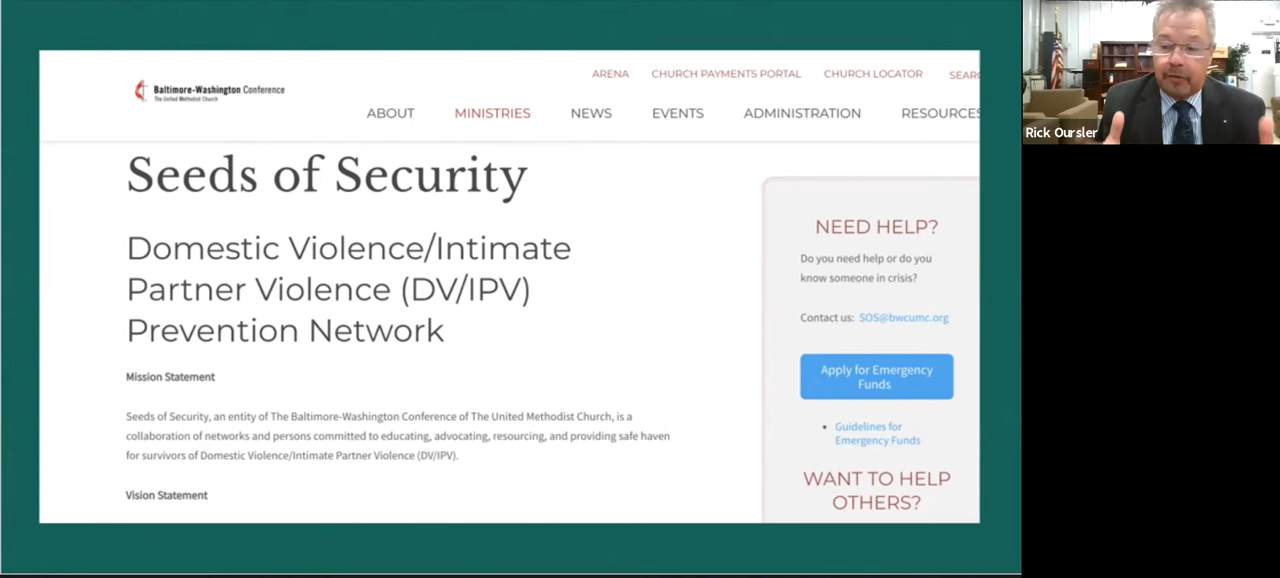 ARENA CHURCH PAYMENTS PORTAL CHURCH LOCATOR SEARC
Baltimore-Washington Conference
The United Methodist Church
ABOUT MINISTRIES NEWS EVENTS ADMINISTRATION RESOURCES
Seeds of Security
Domestic Violence/Intimate
Partner Violence (DV/IPV)
Prevention Network
Mission Statement
Seeds of Security, an entity of The Baltimore-Washington Conference of The United Methodist Church, is a
collaboration of networks and persons committed to educating, advocating, resourcing, and providing safe haven
for survivors of Domestic Violence/Intimate Partner Violence (DV/IPV).
Vision Statement
NEED HELP?
Do you need help or do you
know someone in crisis?
Contact us: SOS@bwcumc.org
Apply for Emergency
Funds
• Guidelines for
Emergency Funds
WANT TO HELP
OTHERS?
Rick Oursler